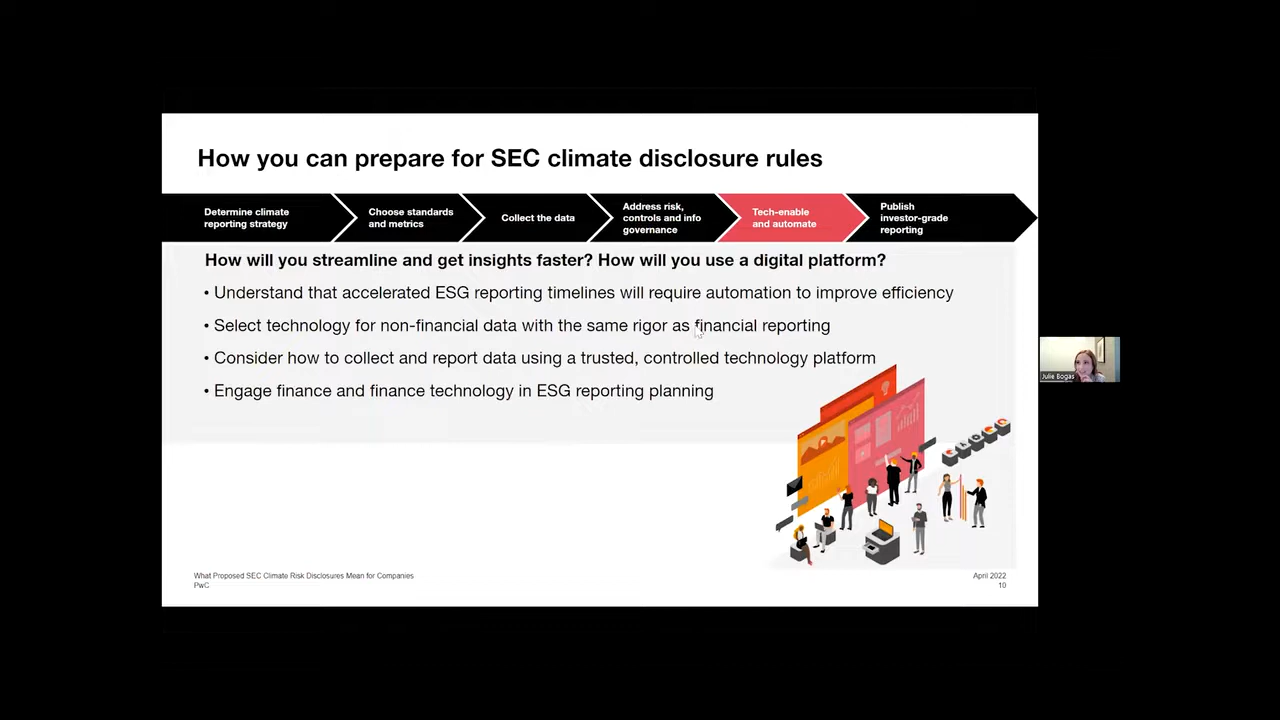 How you can prepare for SEC climate disclosure rules
Determine climate
reporting strategy
Choose standards
and metrics
Collect the data
Address risk,
controls and info
governance
Tech-enable
and automate
Publish
investor-grade
reporting
How will you streamline and get insights faster? How will you use a digital platform?
• Understand that accelerated ESG reporting timelines will require automation to improve efficiency
• Select technology for non-financial data with the same rigor as financial reporting
• Consider how to collect and report data using a trusted, controlled technology platform
• Engage finance and finance technology in ESG reporting planning
Julie Bogas
What Proposed SEC Climate Risk Disclosures Mean for Companies
PwC
April 2022
10